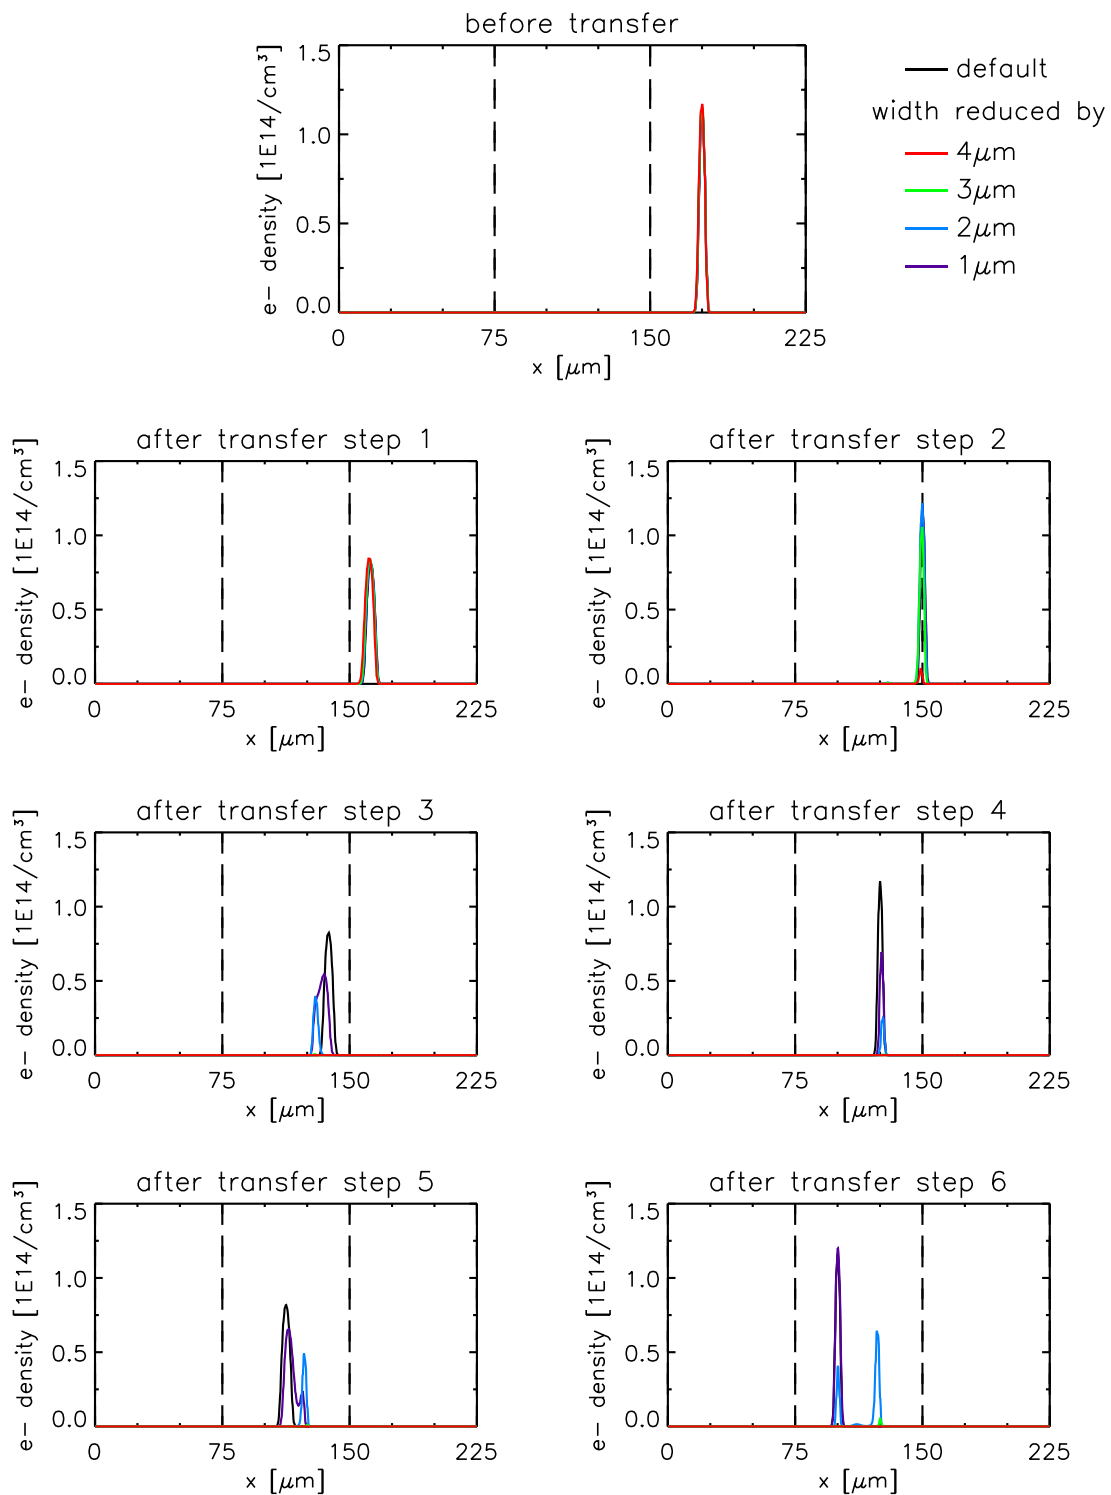 before transfer
e− density [1E14/cm³]
1.5
1.0
0.5
0.0
0 75 150 225
x [μm]
default
width reduced by
4μm
3μm
2μm
1μm
after transfer step 1
e− density [1E14/cm³]
1.5
1.0
0.5
0.0
0 75 150 225
x [μm]
after transfer step 2
e− density [1E14/cm³]
1.5
1.0
0.5
0.0
0 75 150 225
x [μm]
after transfer step 3
e− density [1E14/cm³]
1.5
1.0
0.5
0.0
0 75 150 225
x [μm]
after transfer step 4
e− density [1E14/cm³]
1.5
1.0
0.5
0.0
0 75 150 225
x [μm]
after transfer step 5
e− density [1E14/cm³]
1.5
1.0
0.5
0.0
0 75 150 225
x [μm]
after transfer step 6
e− density [1E14/cm³]
1.5
1.0
0.5
0.0
0 75 150 225
x [μm]